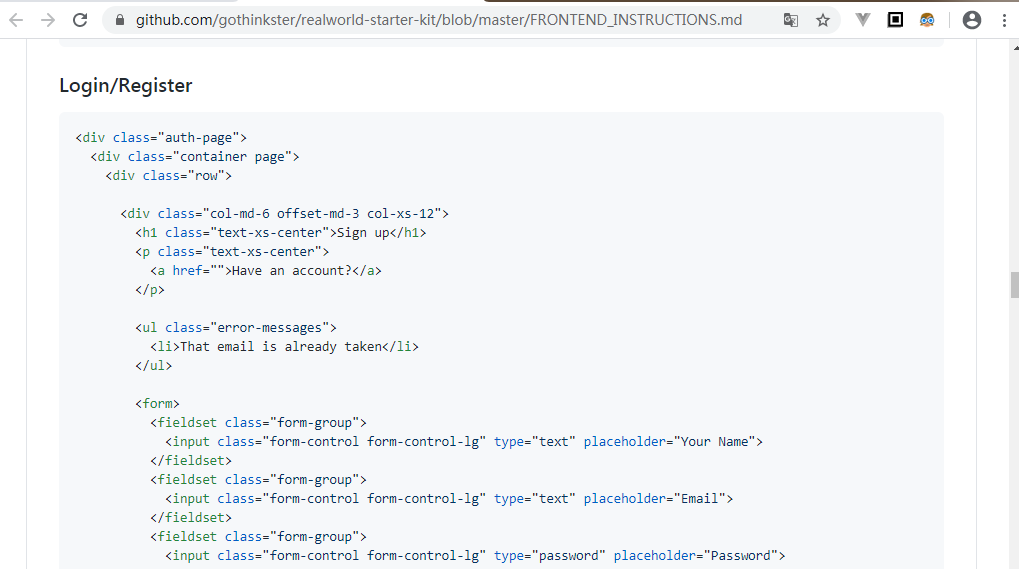 github.com/gothinkster/realworld-starter-kit/blob/master/FRONTEND_INSTRUCTIONS.md
Login/Register
<div class="auth-page">
<div class="container page">
<div class="row">
<div class="col-md-6 offset-md-3 col-xs-12">
<h1 class="text-xs-center">Sign up</h1>
<p class="text-xs-center">
<a href="">Have an account?</a>
</p>
<ul class="error-messages">
<li>That email is already taken</li>
</ul>
<form>
<fieldset class="form-group">
<input class="form-control form-control-lg" type="text" placeholder="Your Name">
</fieldset>
<fieldset class="form-group">
<input class="form-control form-control-lg" type="text" placeholder="Email">
</fieldset>
<fieldset class="form-group">
<input class="form-control form-control-lg" type="password" placeholder="Password">